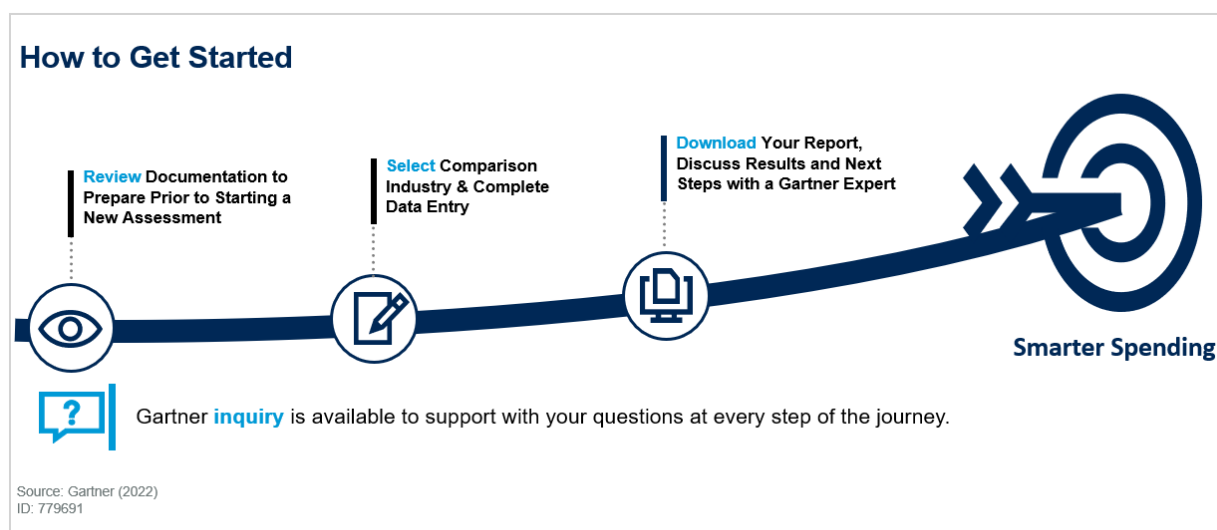 How to Get Started
Review Documentation to
Prepare Prior to Starting a
New Assessment
Select Comparison
Industry & Complete
Data Entry
Download Your Report,
Discuss Results and Next
Steps with a Gartner Expert
Smarter Spending
?
Gartner inquiry is available to support with your questions at every step of the journey.
Source: Gartner (2022)
ID: 779691